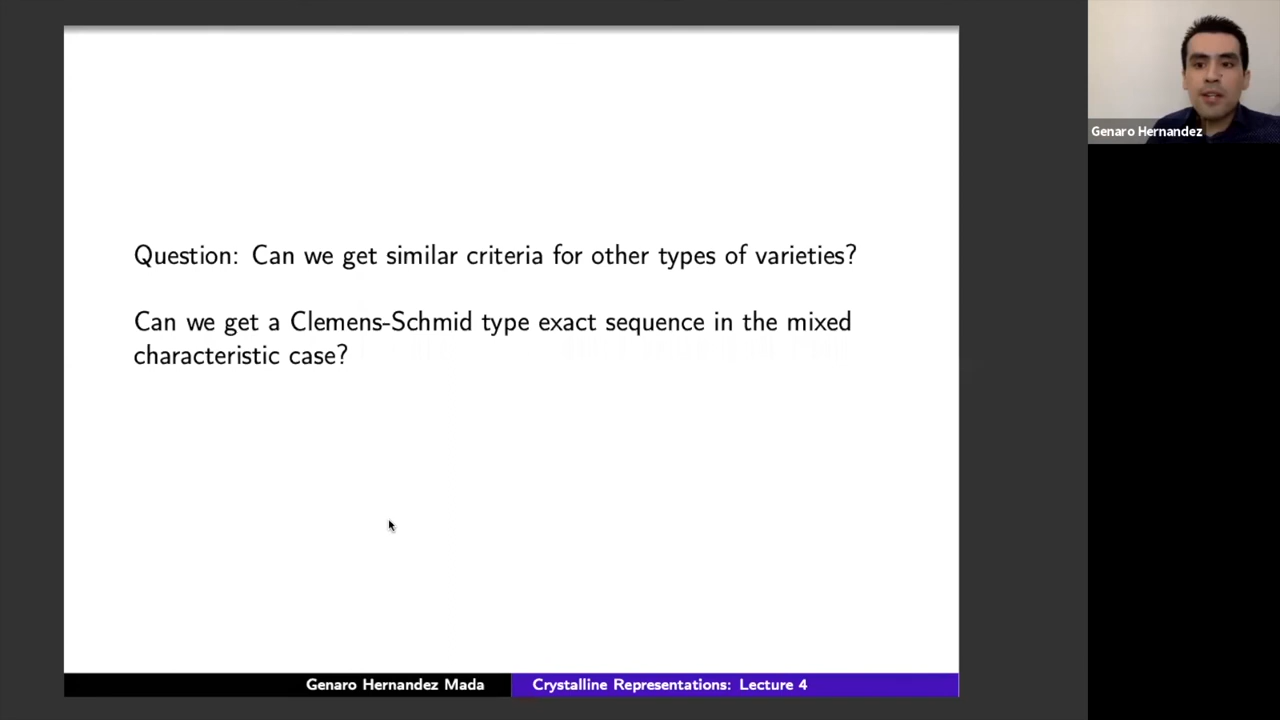 Question: Can we get similar criteria for other types of varieties?
Can we get a Clemens-Schmid type exact sequence in the mixed
characteristic case?
Genaro Hernandez Mada
Crystalline Representations: Lecture 4
Genaro Hernandez